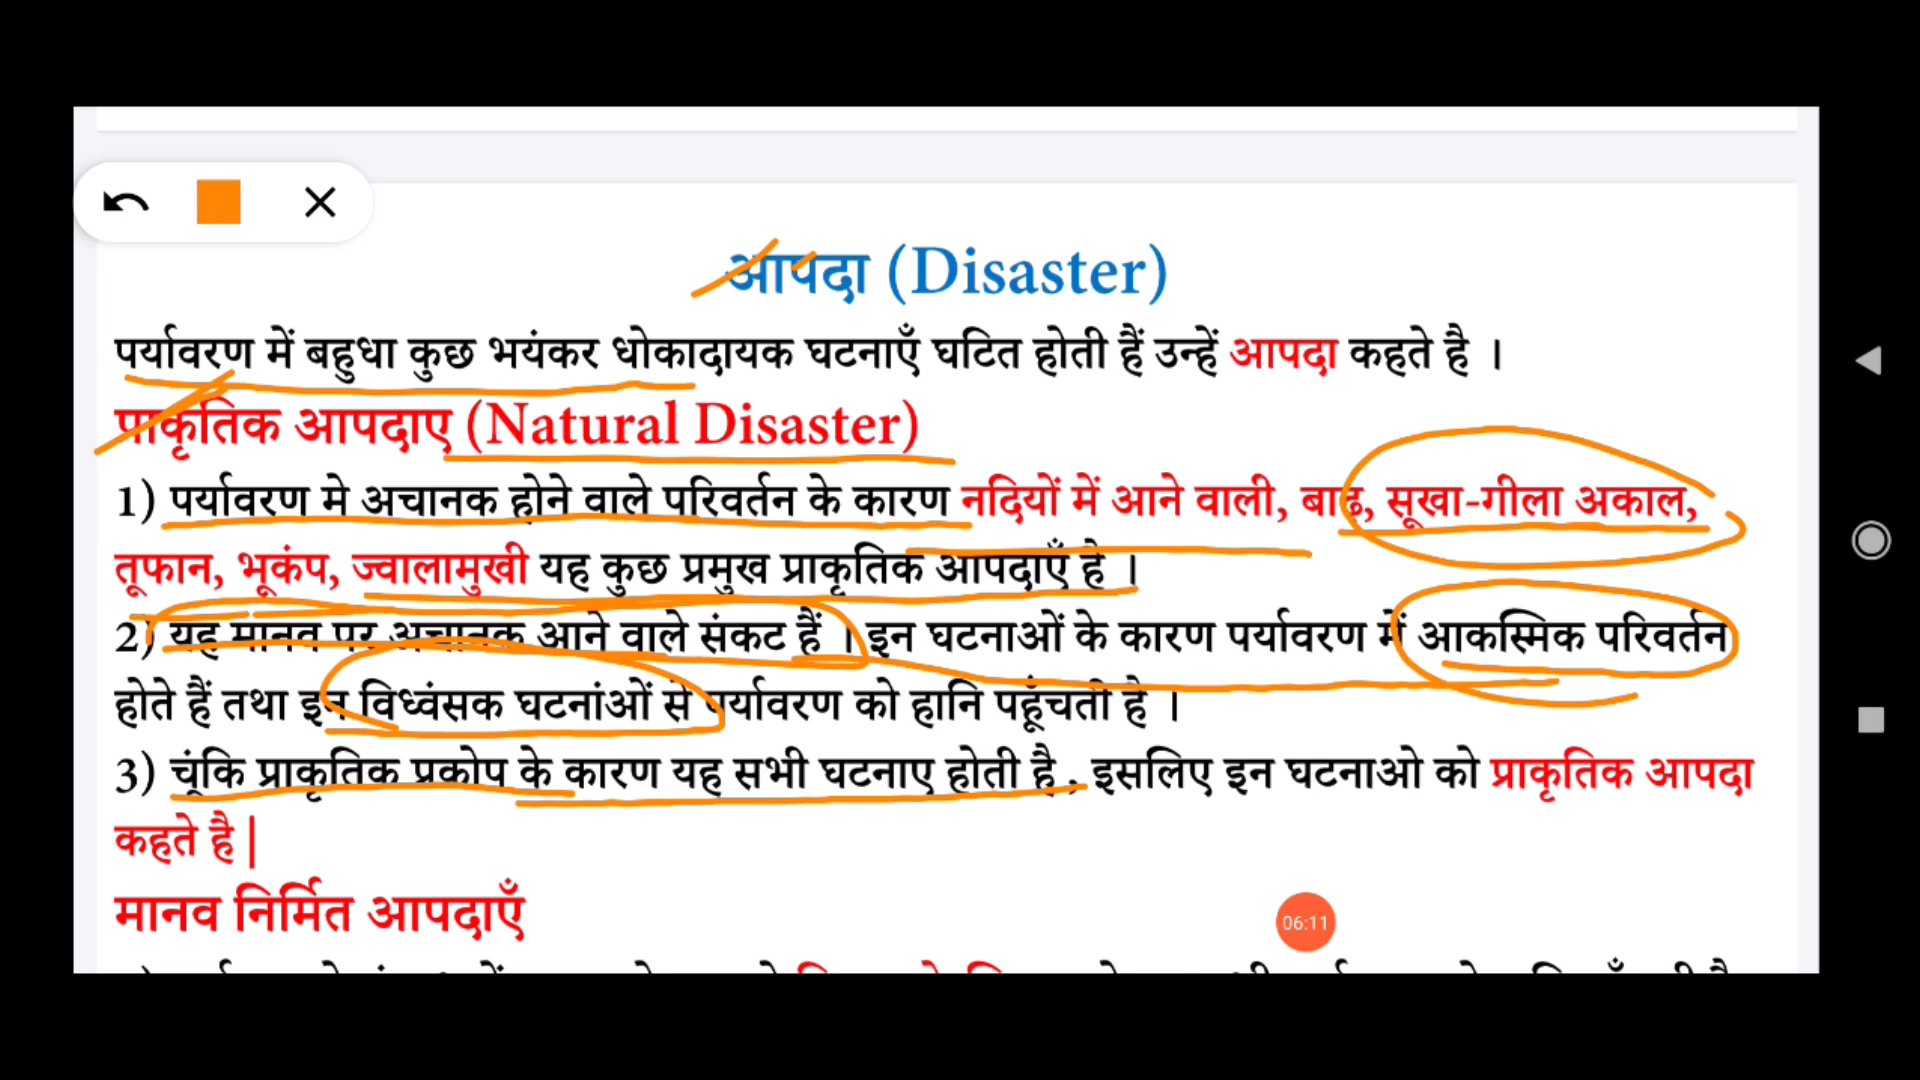 आपदा (Disaster)
पर्यावरण में बहुधा कुछ भयंकर धोकादायक घटनाएँ घटित होती हैं उन्हें आपदा कहते है ।
प्राकृतिक आपदाए (Natural Disaster)
1) पर्यावरण मे अचानक होने वाले परिवर्तन के कारण नदियों में आने वाली, बाढ, सूखा-गीला अकाल,
तूफान, भूकंप, ज्वालामुखी यह कुछ प्रमुख प्राकृतिक आपदाएँ है ।
2) यह मानव पर अचानक आने वाले संकट हैं । इन घटनाओं के कारण पर्यावरण में आकस्मिक परिवर्तन
होते हैं तथा इन विध्वंसक घटनांओं से पर्यावरण को हानि पहूँचती है ।
3) चूंकि प्राकृतिक प्रकोप के कारण यह सभी घटनाए होती है , इसलिए इन घटनाओ को प्राकृतिक आपदा
कहते है |
मानव निर्मित आपदाएँ
06:11